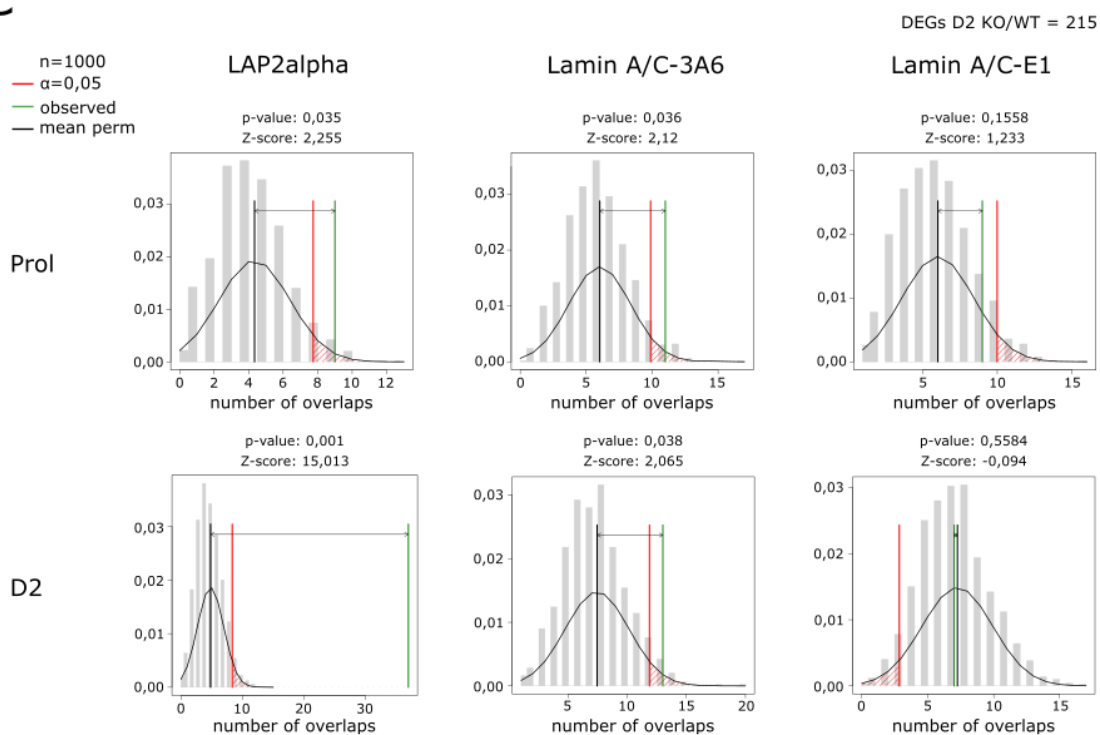 DEGs D2 KO/WT = 215
n=1000
α=0,05
observed
mean perm
LAP2alpha
Lamin A/C-3A6
Lamin A/C-E1
Prol
p-value: 0,035
Z-score: 2,255
0,03
0,02
0,01
0,00
0 2 4 6 8 10 12
number of overlaps
p-value: 0,036
Z-score: 2,12
0,03
0,02
0,01
0,00
0 5 10 15
number of overlaps
p-value: 0,1558
Z-score: 1,233
0,03
0,02
0,01
0,00
5 10 15
number of overlaps
D2
p-value: 0,001
Z-score: 15,013
0,03
0,02
0,01
0,00
0 10 20 30
number of overlaps
p-value: 0,038
Z-score: 2,065
0,03
0,02
0,01
0,00
5 10 15 20
number of overlaps
p-value: 0,5584
Z-score: -0,094
0,03
0,02
0,01
0,00
0 5 10 15
number of overlaps